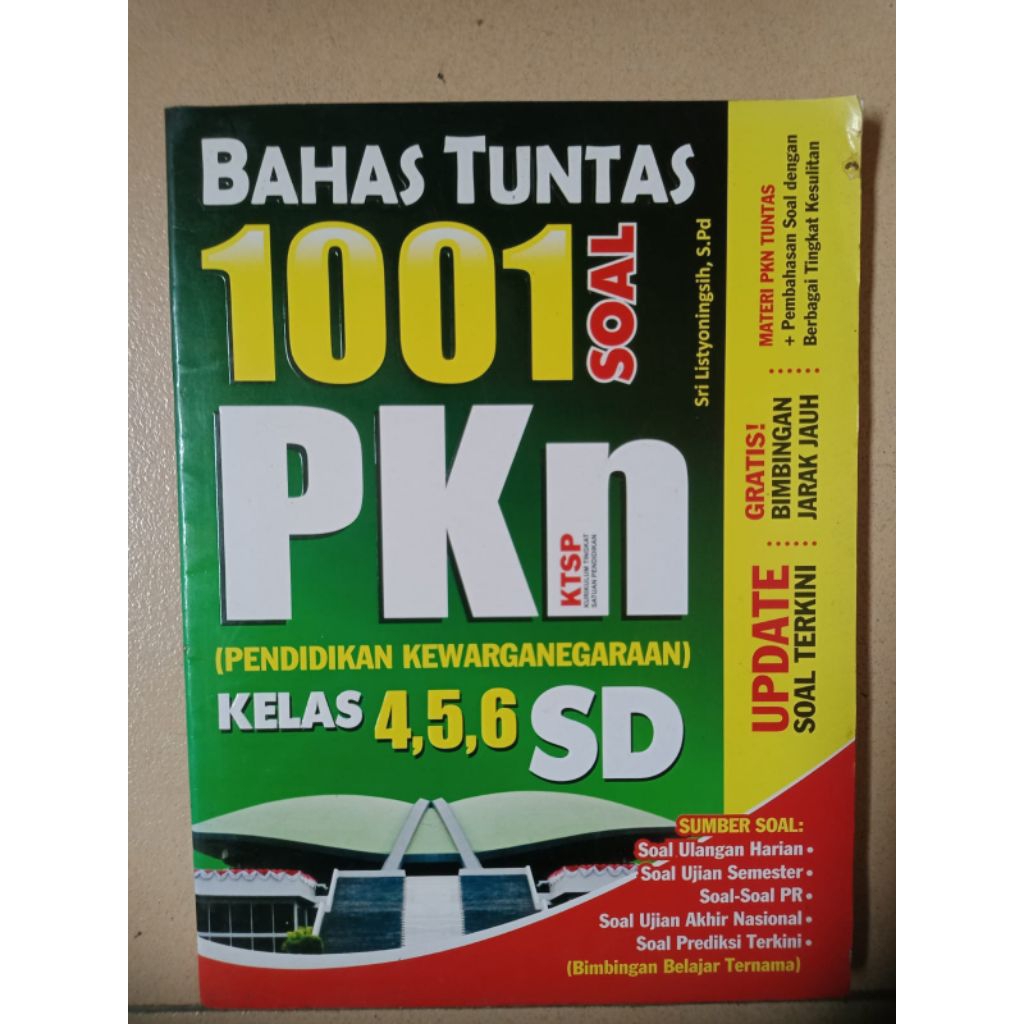 BAHAS TUNTAS
1001
SOAL
Sri Listyoningsih, S.Pd
PKn
KTSP
KURIKULUM TINGKAT
SATUAN PENDIDIKAN
(PENDIDIKAN KEWARGANEGARAAN)
KELAS 4,5,6 SD
UPDATE
SOAL TERKINI
GRATIS!
BIMBINGAN
JARAK JAUH
MATERI PKN TUNTAS
+ Pembahasan Soal dengan
Berbagai Tingkat Kesulitan
SUMBER SOAL:
Soal Ulangan Harian •
Soal Ujian Semester •
Soal-Soal PR •
Soal Ujian Akhir Nasional •
Soal Prediksi Terkini •
(Bimbingan Belajar Ternama)